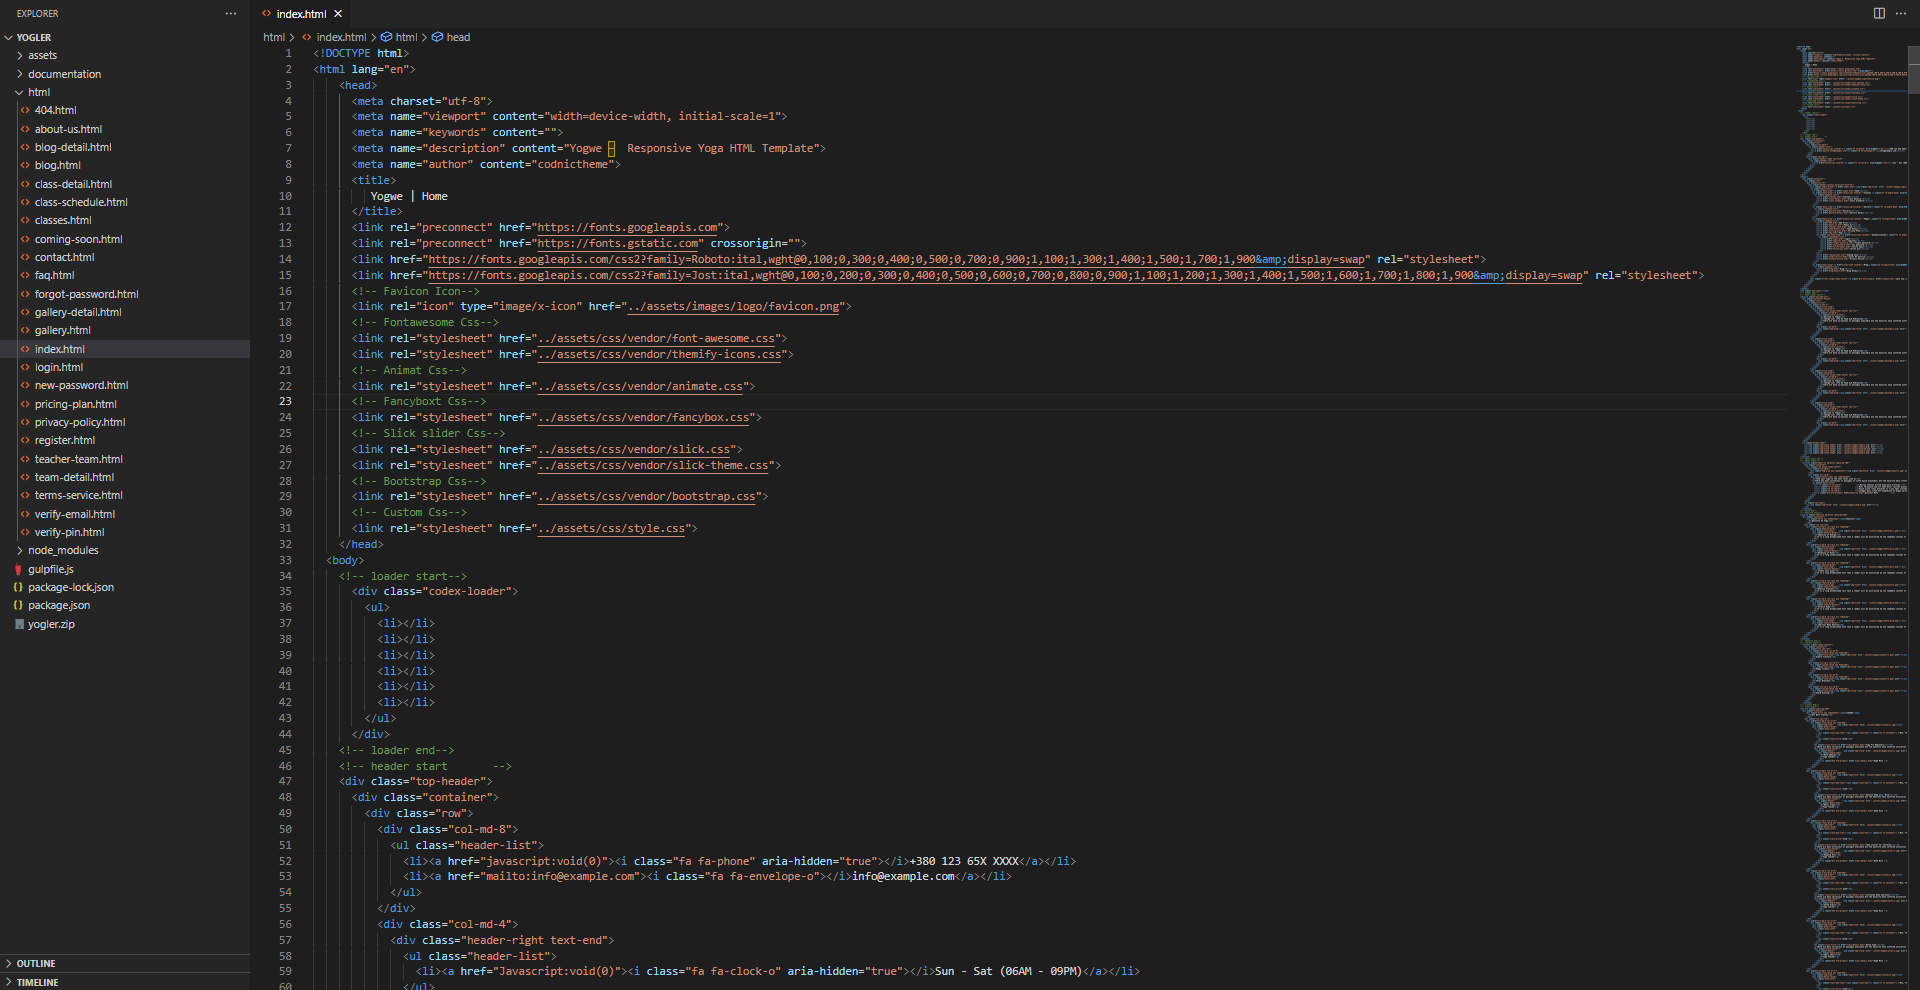 EXPLORER
YOGLER
assets
documentation
html
404.html
about-us.html
blog-detail.html
blog.html
class-detail.html
class-schedule.html
classes.html
coming-soon.html
contact.html
faq.html
forgot-password.html
gallery-detail.html
gallery.html
index.html
login.html
new-password.html
pricing-plan.html
privacy-policy.html
register.html
teacher-team.html
team-detail.html
terms-service.html
verify-email.html
verify-pin.html
node_modules
gulpfile.js
package-lock.json
package.json
yogler.zip
OUTLINE
TIMELINE
index.html
html > index.html > html > head
1 <!DOCTYPE html>
2 <html lang="en">
3 <head>
4 <meta charset="utf-8">
5 <meta name="viewport" content="width=device-width, initial-scale=1">
6 <meta name="keywords" content="">
7 <meta name="description" content="Yogwe –  Responsive Yoga HTML Template">
8 <meta name="author" content="codnictheme">
9 <title>
10 Yogwe | Home
11 </title>
12 <link rel="preconnect" href="https://fonts.googleapis.com">
13 <link rel="preconnect" href="https://fonts.gstatic.com" crossorigin="">
14 <link href="https://fonts.googleapis.com/css2?family=Roboto:ital,wght@0,100;0,300;0,400;0,500;0,700;0,900;1,100;1,300;1,400;1,500;1,700;1,900&amp;display=swap" rel="stylesheet">
15 <link href="https://fonts.googleapis.com/css2?family=Jost:ital,wght@0,100;0,200;0,300;0,400;0,500;0,600;0,700;0,800;0,900;1,100;1,200;1,300;1,400;1,500;1,600;1,700;1,800;1,900&amp;display=swap" rel="stylesheet">
16 <!-- Favicon Icon-->
17 <link rel="icon" type="image/x-icon" href="../assets/images/logo/favicon.png">
18 <!-- Fontawesome Css-->
19 <link rel="stylesheet" href="../assets/css/vendor/font-awesome.css">
20 <link rel="stylesheet" href="../assets/css/vendor/themify-icons.css">
21 <!-- Animat Css-->
22 <link rel="stylesheet" href="../assets/css/vendor/animate.css">
23 <!-- Fancyboxt Css-->
24 <link rel="stylesheet" href="../assets/css/vendor/fancybox.css">
25 <!-- Slick slider Css-->
26 <link rel="stylesheet" href="../assets/css/vendor/slick.css">
27 <link rel="stylesheet" href="../assets/css/vendor/slick-theme.css">
28 <!-- Bootstrap Css-->
29 <link rel="stylesheet" href="../assets/css/vendor/bootstrap.css">
30 <!-- Custom Css-->
31 <link rel="stylesheet" href="../assets/css/style.css">
32 </head>
33 <body>
34 <!-- loader start-->
35 <div class="codex-loader">
36 <ul>
37 <li></li>
38 <li></li>
39 <li></li>
40 <li></li>
41 <li></li>
42 <li></li>
43 </ul>
44 </div>
45 <!-- loader end-->
46 <!-- header start       -->
47 <div class="top-header">
48 <div class="container">
49 <div class="row">
50 <div class="col-md-8">
51 <ul class="header-list">
52 <li><a href="javascript:void(0)"><i class="fa fa-phone" aria-hidden="true"></i>+380 123 65X XXXX</a></li>
53 <li><a href="mailto:info@example.com"><i class="fa fa-envelope-o"></i>info@example.com</a></li>
54 </ul>
55 </div>
56 <div class="col-md-4">
57 <div class="header-right text-end">
58 <ul class="header-list">
59 <li><a href="Javascript:void(0)"><i class="fa fa-clock-o" aria-hidden="true"></i>Sun - Sat (06AM - 09PM)</a></li>
60 </ul>